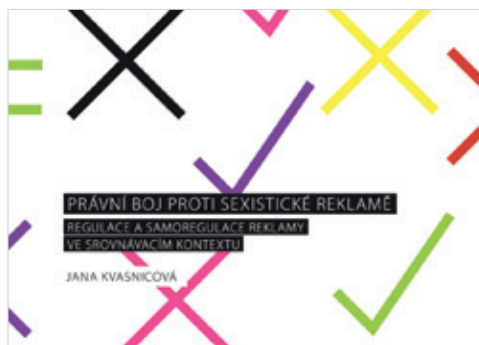 PRÁVNÍ BOJ PROTI SEXISTICKÉ REKLAMĚ
REGULACE A SAMOREGULACE REKLAMY
VE SROVNÁVACÍM KONTEXTU
JANA KVASNICOVÁ